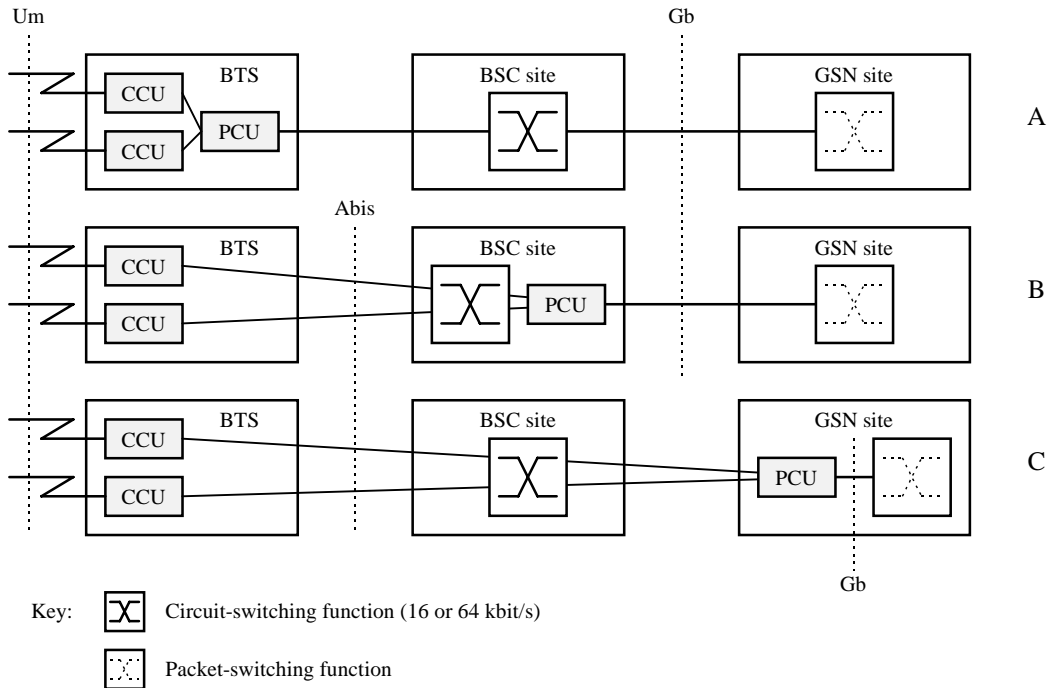 Um
Gb
BTS
BSC site
GSN site
CCU
CCU
PCU
A
Abis
BTS
BSC site
GSN site
CCU
CCU
PCU
B
BTS
BSC site
GSN site
CCU
CCU
PCU
C
Gb
Key:
Circuit-switching function (16 or 64 kbit/s)
Packet-switching function